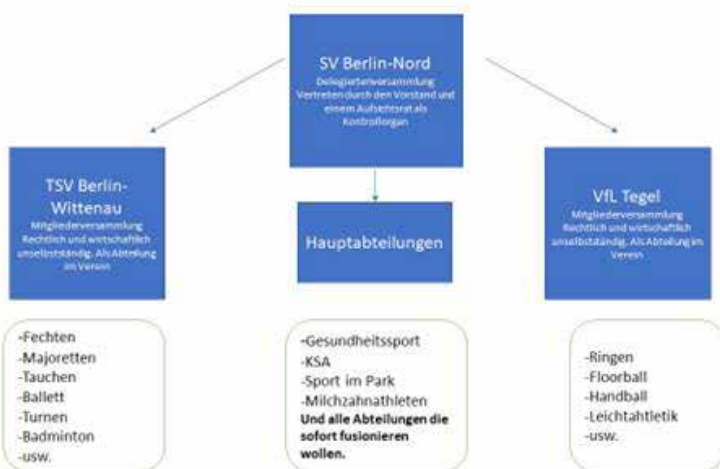 SV Berlin-Nord
Delegiertenversammlung
Vertreten durch den Vorstand und
einem Aufsichtsrat als
Kontrollorgan
TSV Berlin-
Wittenau
Mitgliederversammlung
Rechtlich und wirtschaftlich
unselbstständig. Als Abteilung
im Verein
Hauptabteilungen
VfL Tegel
Mitgliederversammlung
Rechtlich und wirtschaftlich
unselbstständig. Als Abteilung im
Verein
-Fechten
-Majoretten
-Tauchen
-Ballett
-Turnen
-Badminton
-usw.
-Gesundheitssport
-KSA
-Sport im Park
-Milchzahnathleten
Und alle Abteilungen die
sofort fusionieren
wollen.
-Ringen
-Floorball
-Handball
-Leichtahtletik
-usw.